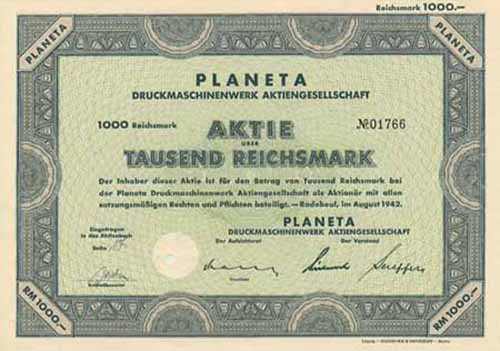 Reichsmark 1000.—
PLANETA
PLANETA
PLANETA
DRUCKMASCHINENWERK AKTIENGESELLSCHAFT
1000 Reichsmark
AKTIE
№01766
ÜBER
TAUSEND REICHSMARK
Der Inhaber dieser Aktie ist für den Betrag von Tausend Reichsmark bei
der Planeta Druckmaschinenwerk Aktiengesellschaft als Aktionär mit allen
satzungsmäßigen Rechten und Pflichten beteiligt. — Radebeul, im August 1942.
PLANETA
DRUCKMASCHINENWERK AKTIENGESELLSCHAFT
Eingetragen
in das Aktienbuch
Seite
Der Aufsichtsrat
Der Vorstand
RM 1000.—
RM 1000.—